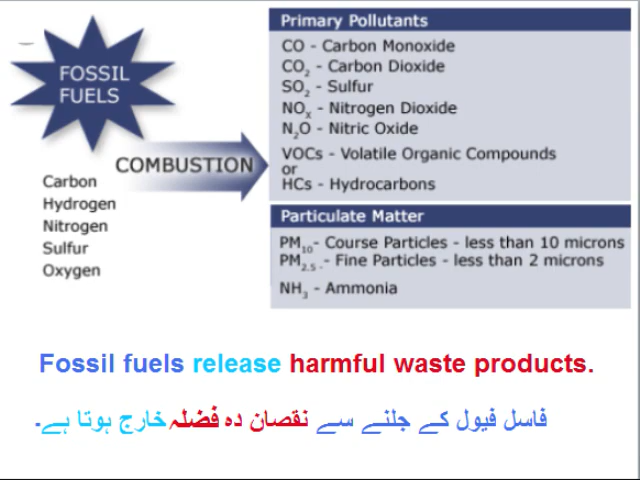 FOSSIL
FUELS
Carbon
Hydrogen
Nitrogen
Sulfur
Oxygen
COMBUSTION
Primary Pollutants
CO - Carbon Monoxide
CO₂ - Carbon Dioxide
SO₂ - Sulfur
NOₓ - Nitrogen Dioxide
N₂O - Nitric Oxide
VOCs - Volatile Organic Compounds
or
HCs - Hydrocarbons
Particulate Matter
PM₁₀- Course Particles - less than 10 microns
PM₂.₅ - Fine Particles - less than 2 microns
NH₃ - Ammonia
Fossil fuels release harmful waste products.
فاسل فیول کے جلنے سے نقصان دہ فضلہ خارج ہوتا ہے۔